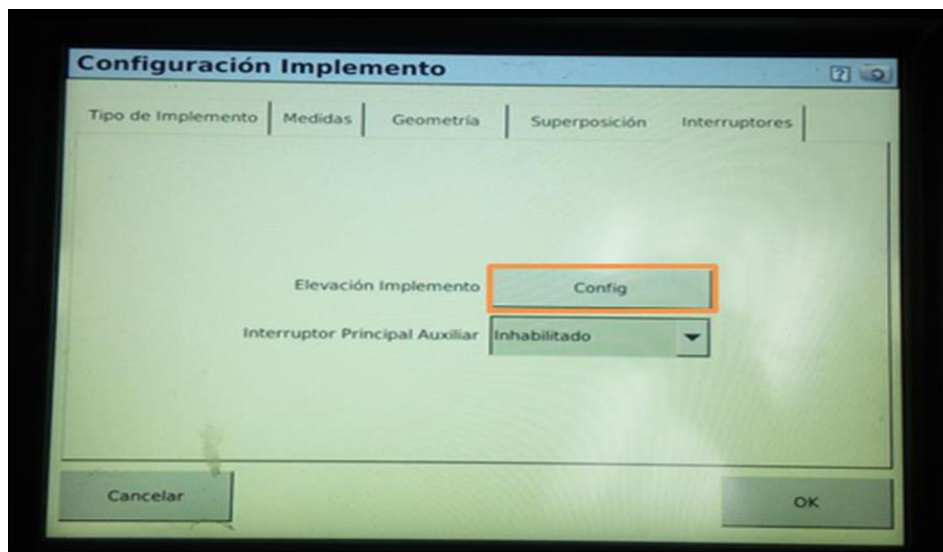 Configuración Implemento
Tipo de Implemento Medidas Geometría Superposición Interruptores
Elevación Implemento Config
Interruptor Principal Auxiliar Inhabilitado
Cancelar OK